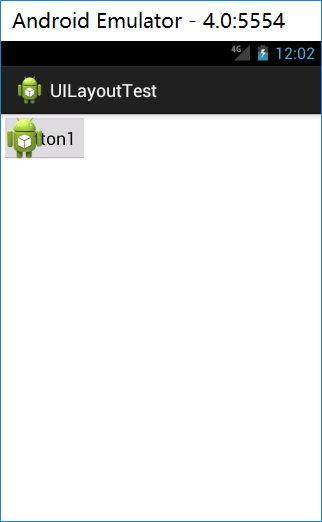 Android Emulator - 4.0:5554
4G 12:02
UILayoutTest
ton1